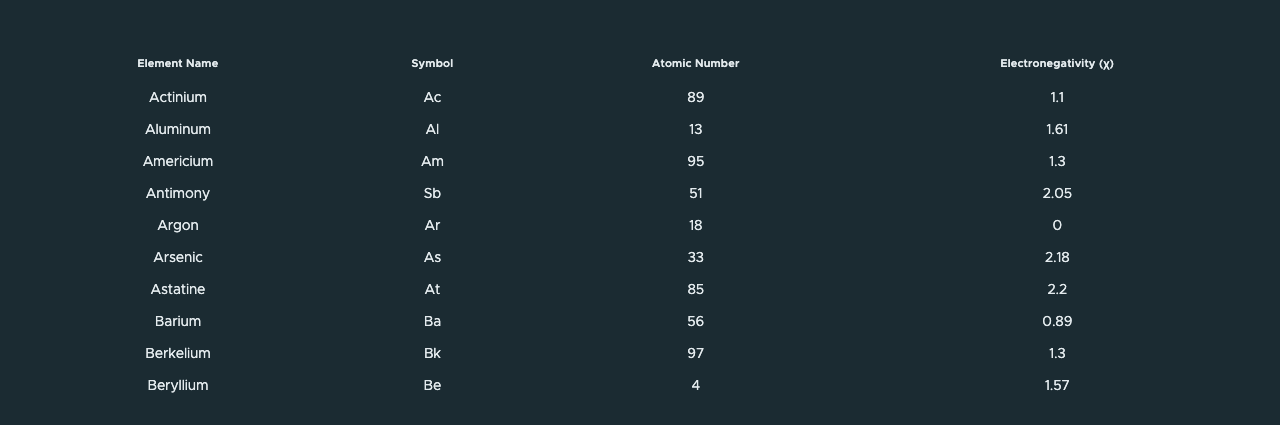 Element Name Symbol Atomic Number Electronegativity (χ)
Actinium Ac 89 1.1
Aluminum Al 13 1.61
Americium Am 95 1.3
Antimony Sb 51 2.05
Argon Ar 18 0
Arsenic As 33 2.18
Astatine At 85 2.2
Barium Ba 56 0.89
Berkelium Bk 97 1.3
Beryllium Be 4 1.57